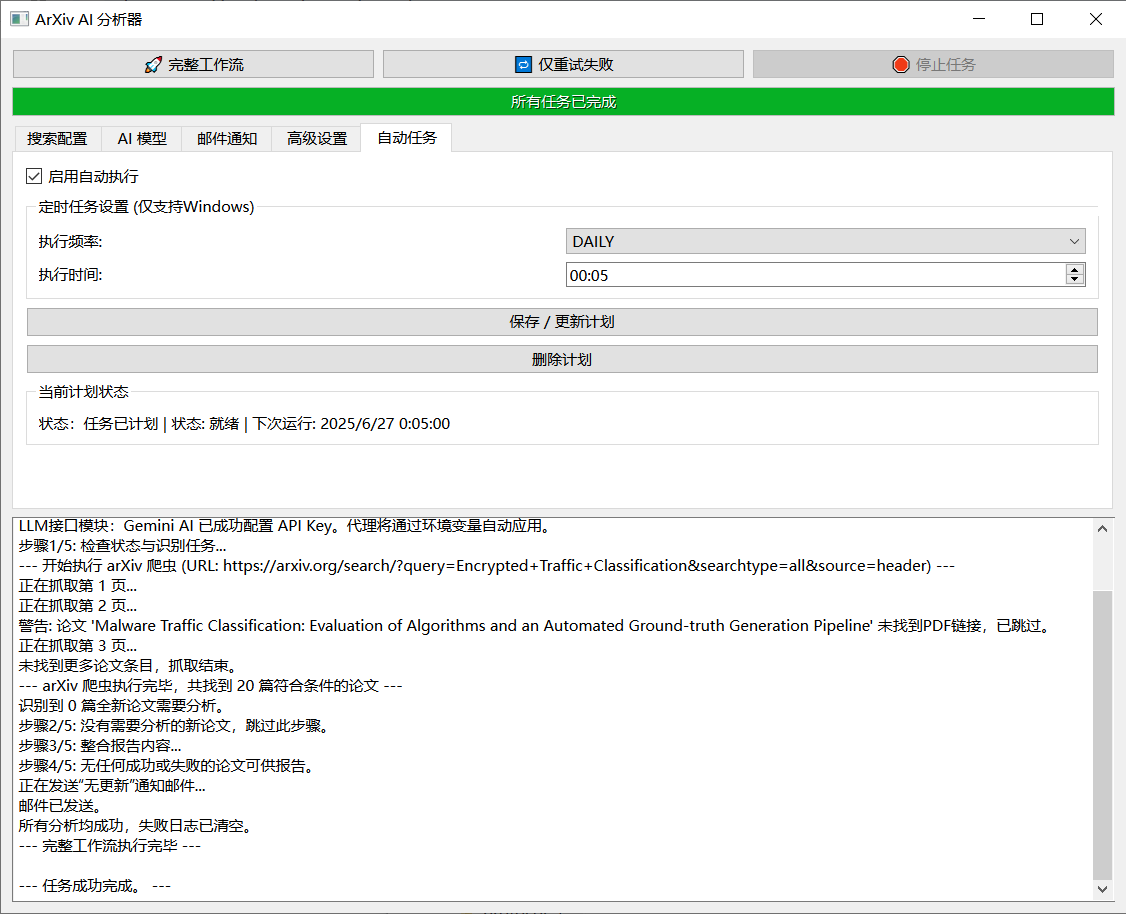 ArXiv AI 分析器
完整工作流
仅重试失败
停止任务
所有任务已完成
搜索配置
AI 模型
邮件通知
高级设置
自动任务
启用自动执行
定时任务设置 (仅支持Windows)
执行频率:
DAILY
执行时间:
00:05
保存 / 更新计划
删除计划
当前计划状态
状态：任务已计划 | 状态: 就绪 | 下次运行: 2025/6/27 0:05:00
LLM接口模块：Gemini AI 已成功配置 API Key。代理将通过环境变量自动应用。
步骤1/5: 检查状态与识别任务...
--- 开始执行 arXiv 爬虫 (URL: https://arxiv.org/search/?query=Encrypted+Traffic+Classification&searchtype=all&source=header) ---
正在抓取第 1 页...
正在抓取第 2 页...
警告: 论文 'Malware Traffic Classification: Evaluation of Algorithms and an Automated Ground-truth Generation Pipeline' 未找到PDF链接，已跳过。
正在抓取第 3 页...
未找到更多论文条目，抓取结束。
--- arXiv 爬虫执行完毕，共找到 20 篇符合条件的论文 ---
识别到 0 篇全新论文需要分析。
步骤2/5: 没有需要分析的新论文，跳过此步骤。
步骤3/5: 整合报告内容...
步骤4/5: 无任何成功或失败的论文可供报告。
正在发送“无更新”通知邮件...
邮件已发送。
所有分析均成功，失败日志已清空。
--- 完整工作流执行完毕 ---
--- 任务成功完成。 ---